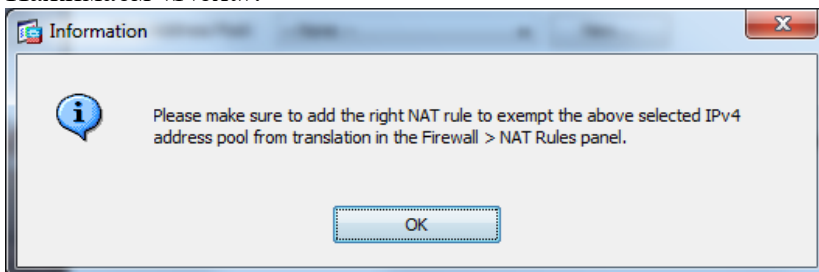 Information
Please make sure to add the right NAT rule to exempt the above selected IPv4
address pool from translation in the Firewall > NAT Rules panel.
OK